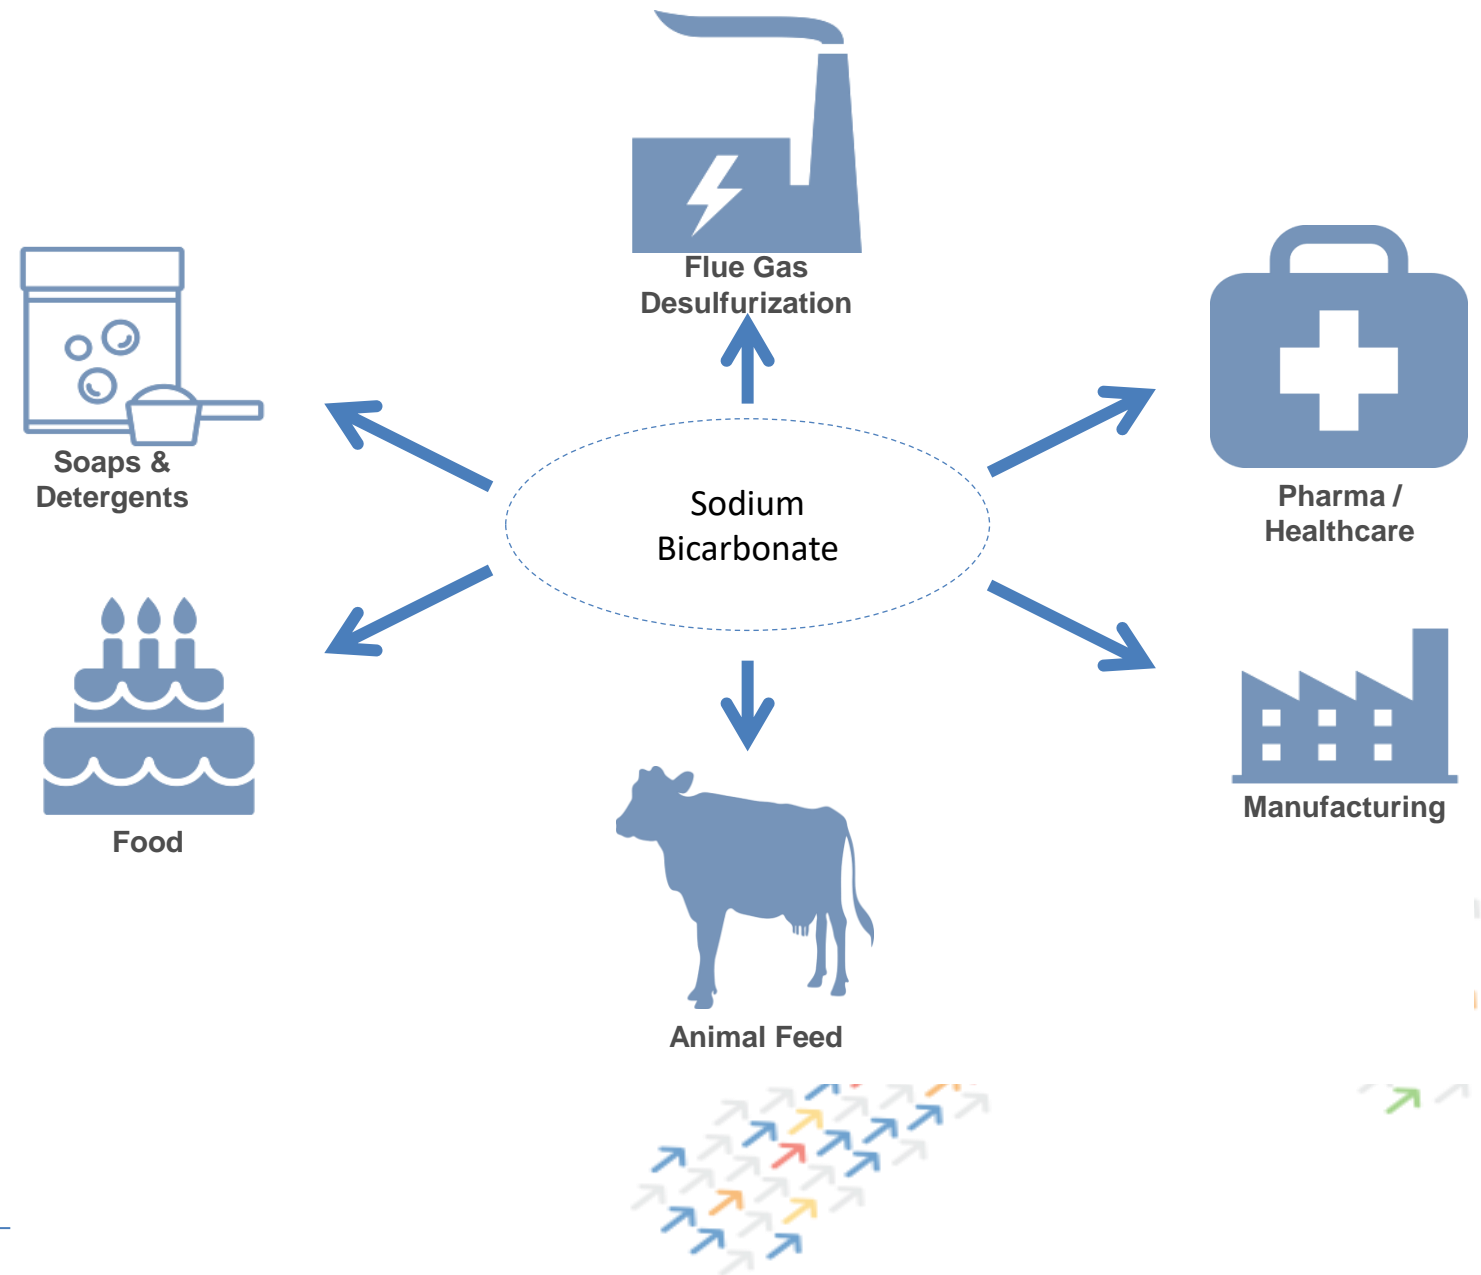 Flue Gas
Desulfurization
Soaps &
Detergents
Pharma /
Healthcare
Sodium
Bicarbonate
Food
Manufacturing
Animal Feed